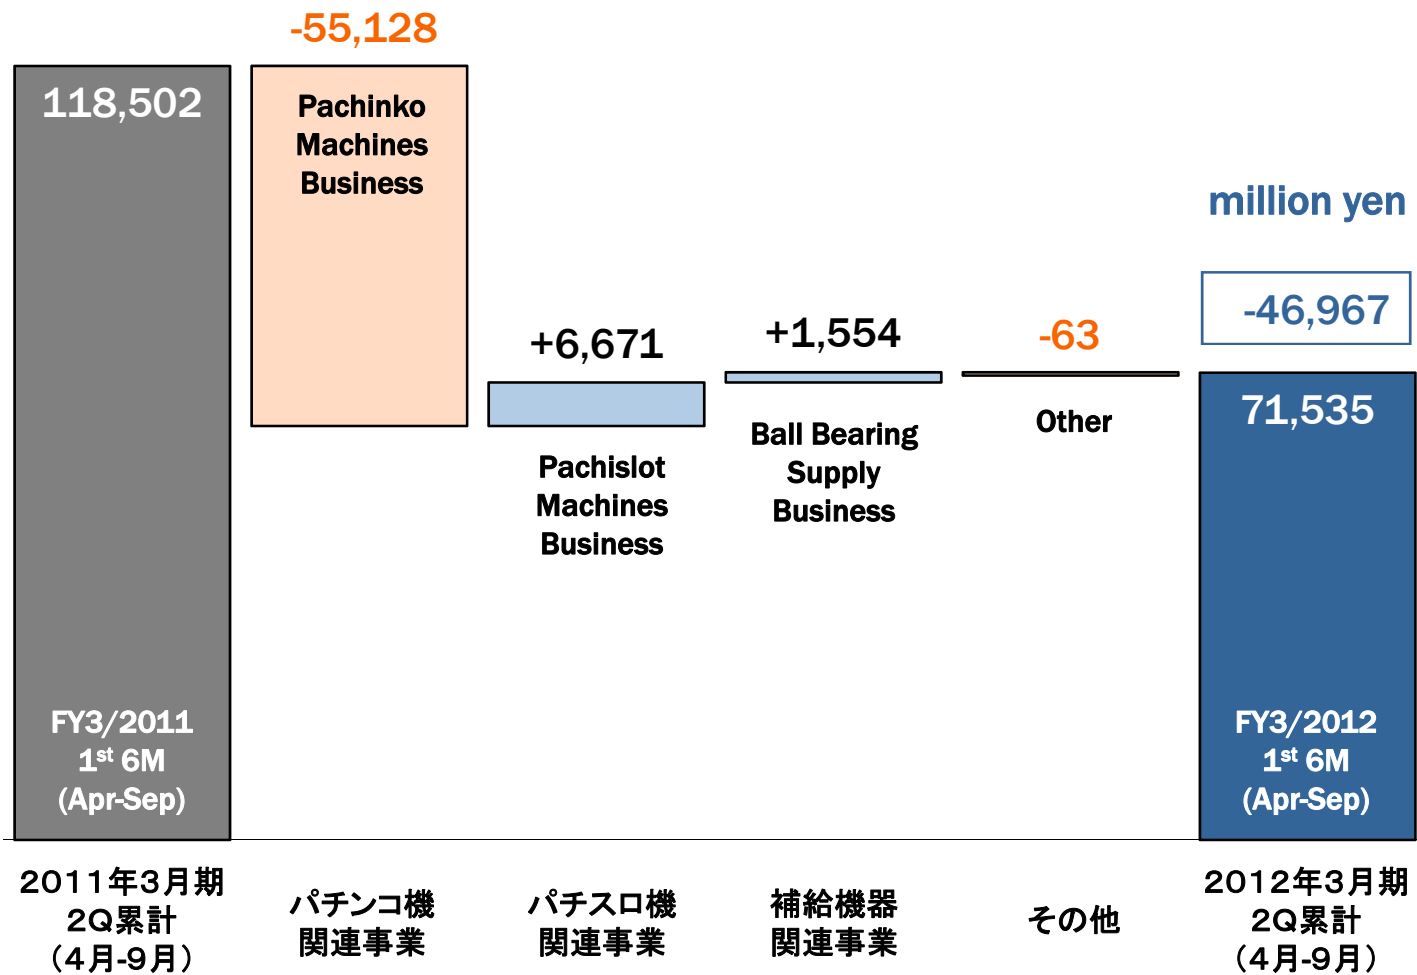 -55,128
118,502
Pachinko
Machines
Business
million yen
-46,967
+6,671
+1,554
-63
71,535
Pachislot
Machines
Business
Ball Bearing
Supply
Business
Other
FY3/2011
1st 6M
(Apr-Sep)
FY3/2012
1st 6M
(Apr-Sep)
2011年3月期
2Q累計
（4月-9月）
パチンコ機
関連事業
パチスロ機
関連事業
補給機器
関連事業
その他
2012年3月期
2Q累計
（4月-9月）